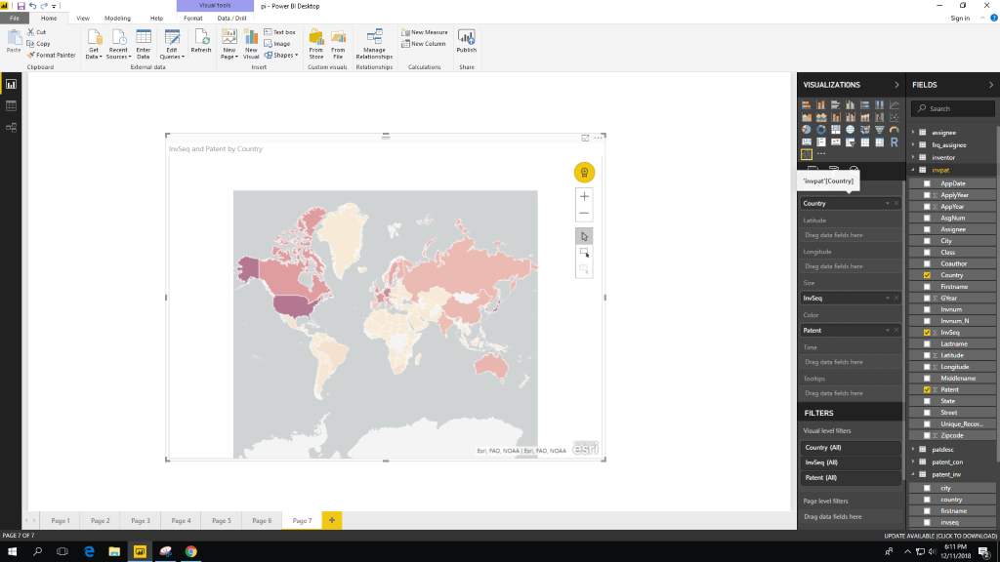 Visual tools
pi - Power BI Desktop
File
Home
View
Modeling
Help
Format
Data / Drill
Sign in
Paste
Cut
Copy
Format Painter
Clipboard
Get Data
Recent Sources
Enter Data
Edit Queries
Refresh
External data
New Page
New Visual
Text box
Image
Shapes
Insert
From Store
From File
Custom visuals
Manage Relationships
Relationships
New Measure
New Column
Calculations
Publish
Share
InvSeq and Patent by Country
Esri, FAO, NOAA | Esri, FAO, NOAA
esri
VISUALIZATIONS
R
'invpat'[Country]
Country
Latitude
Drag data fields here
Longitude
Drag data fields here
Size
InvSeq
Color
Patent
Time
Drag data fields here
Tooltips
Drag data fields here
FILTERS
Visual level filters
Country (All)
InvSeq (All)
Patent (All)
Page level filters
Drag data fields here
FIELDS
Search
assignee
frq_assignee
inventor
invpat
AppDate
ApplyYear
AppYear
AsgNum
Assignee
City
Class
Coauthor
Country
Firstname
GYear
Invnum
Invnum_N
InvSeq
Lastname
Latitude
Longitude
Middlename
Patent
State
Street
Unique_Recor...
Zipcode
patdesc
patent_con
patent_inv
city
country
firstname
invseq
Page 1
Page 2
Page 3
Page 4
Page 5
Page 6
Page 7
PAGE 7 OF 7
UPDATE AVAILABLE (CLICK TO DOWNLOAD)
6:11 PM
12/11/2018
2